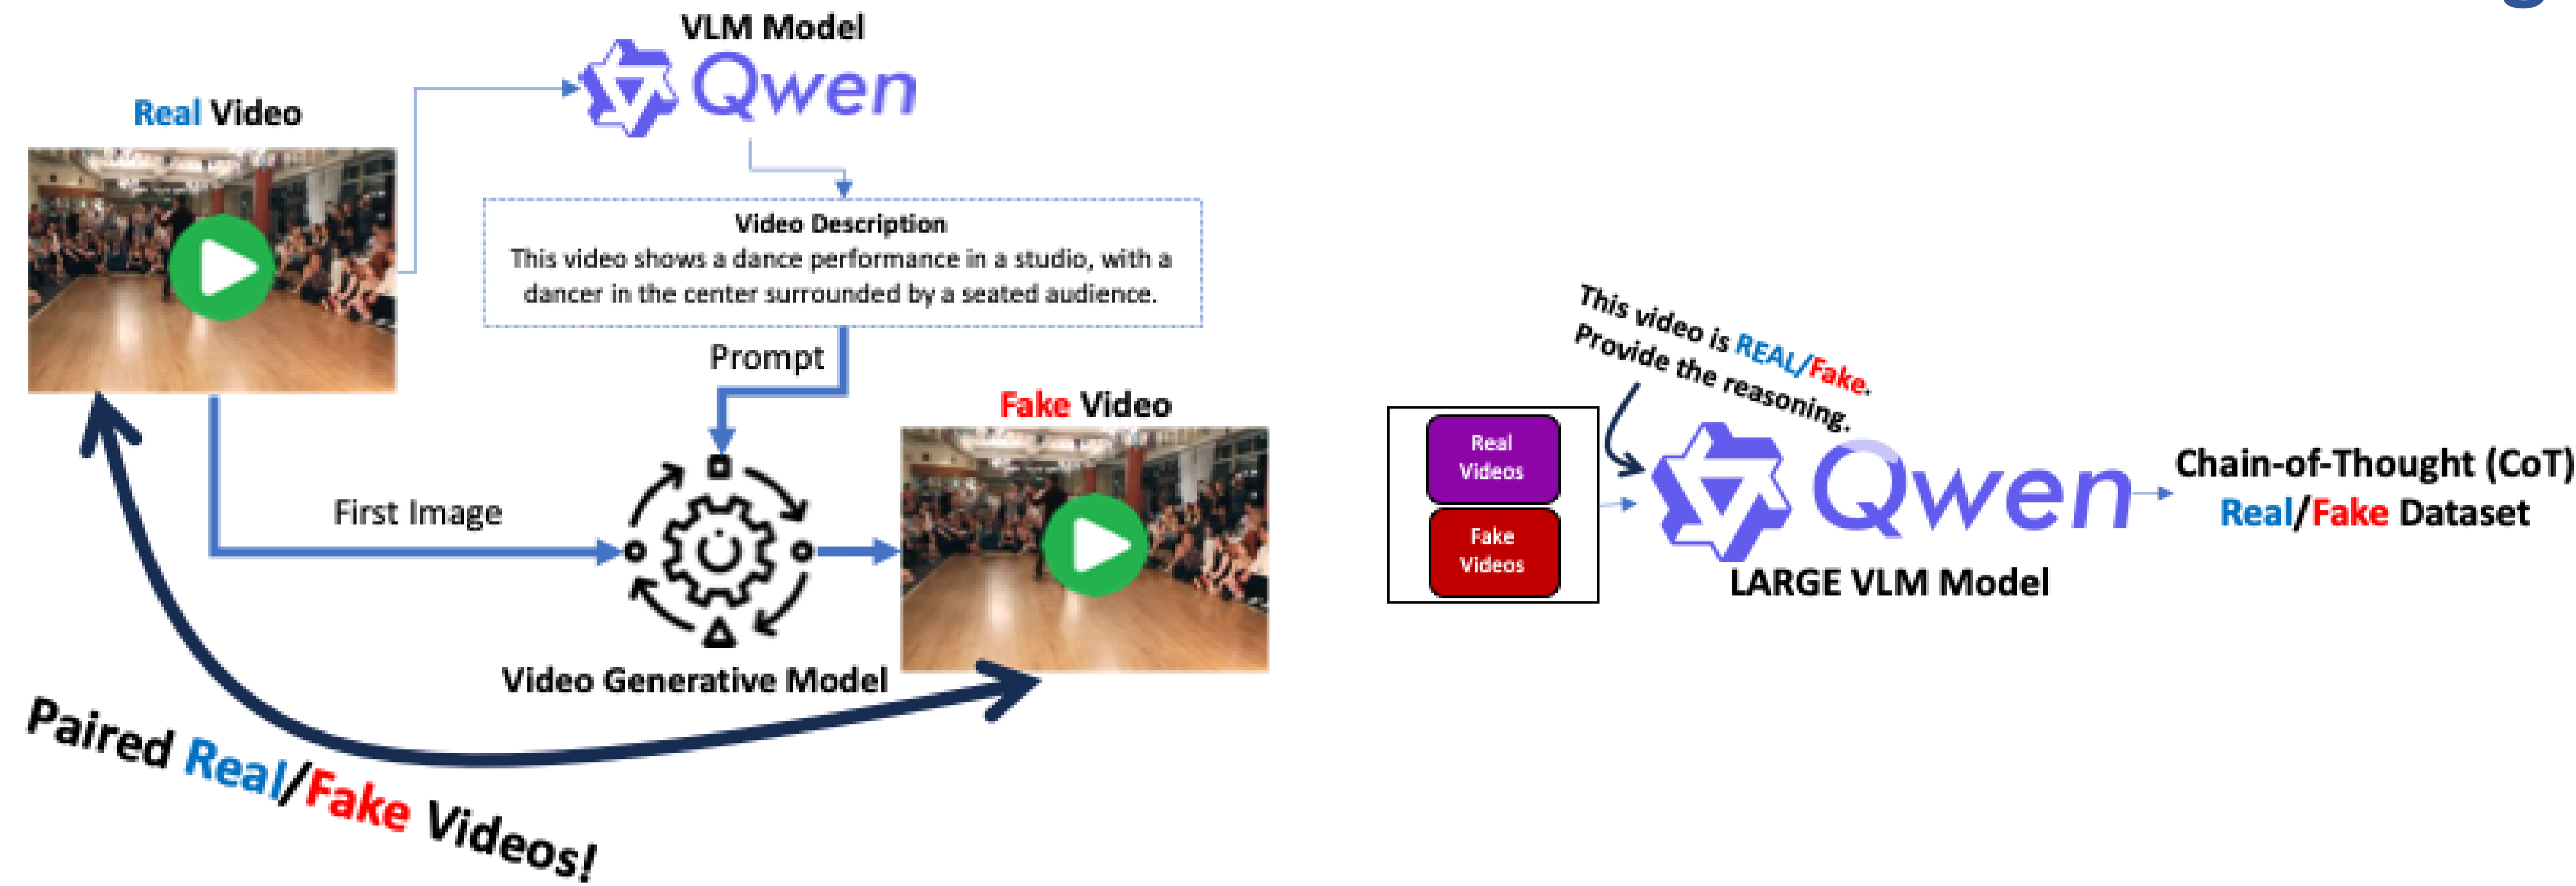 VLM Model
Qwen
Real Video
Video Description
This video shows a dance performance in a studio, with a
dancer in the center surrounded by a seated audience.
Prompt
Fake Video
First Image
Video Generative Model
Paired Real/Fake Videos!
This video is REAL/Fake.
Provide the reasoning.
Real
Videos
Fake
Videos
Qwen
LARGE VLM Model
Chain-of-Thought (CoT)
Real/Fake Dataset